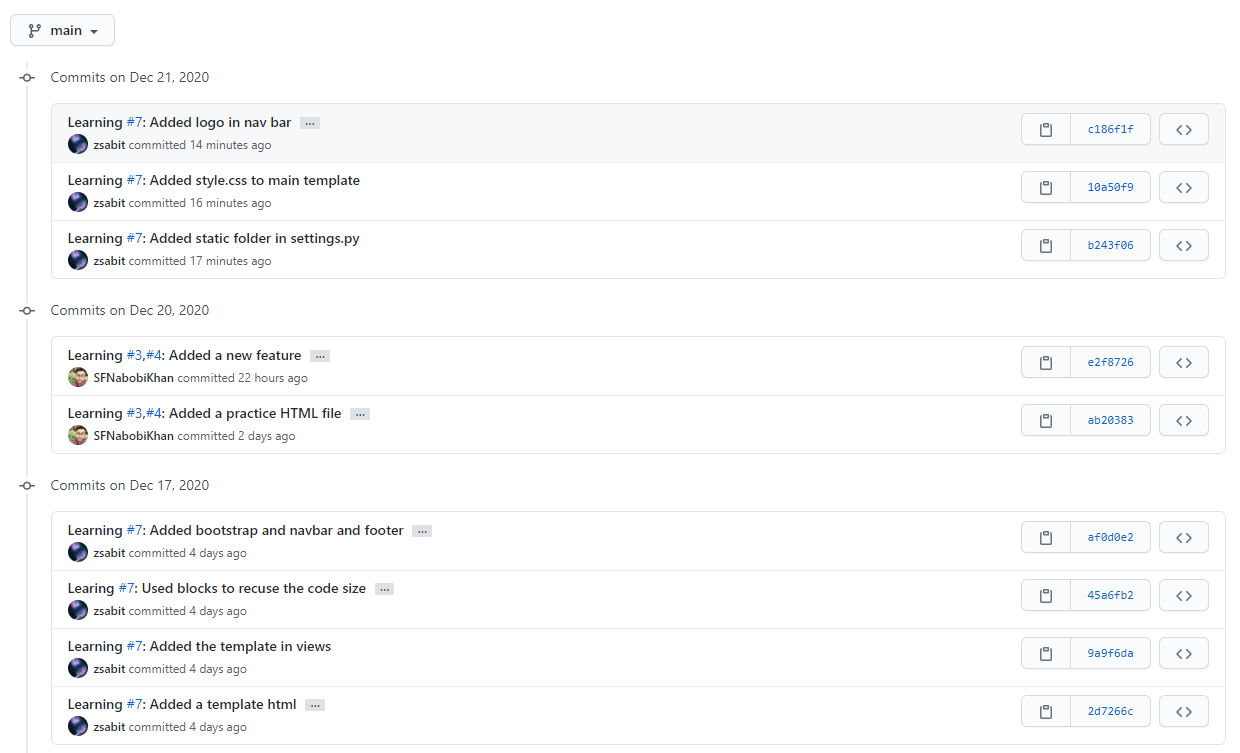 main
Commits on Dec 21, 2020
Learning #7: Added logo in nav bar ...
c186f1f
zsabit committed 14 minutes ago
Learning #7: Added style.css to main template
10a50f9
zsabit committed 16 minutes ago
Learning #7: Added static folder in settings.py
b243f06
zsabit committed 17 minutes ago
Commits on Dec 20, 2020
Learning #3,#4: Added a new feature ...
e2f8726
SFNabobiKhan committed 22 hours ago
Learning #3,#4: Added a practice HTML file ...
ab20383
SFNabobiKhan committed 2 days ago
Commits on Dec 17, 2020
Learning #7: Added bootstrap and navbar and footer ...
af0d0e2
zsabit committed 4 days ago
Learing #7: Used blocks to recuse the code size ...
45a6fb2
zsabit committed 4 days ago
Learning #7: Added the template in views
9a9f6da
zsabit committed 4 days ago
Learning #7: Added a template html ...
2d7266c
zsabit committed 4 days ago